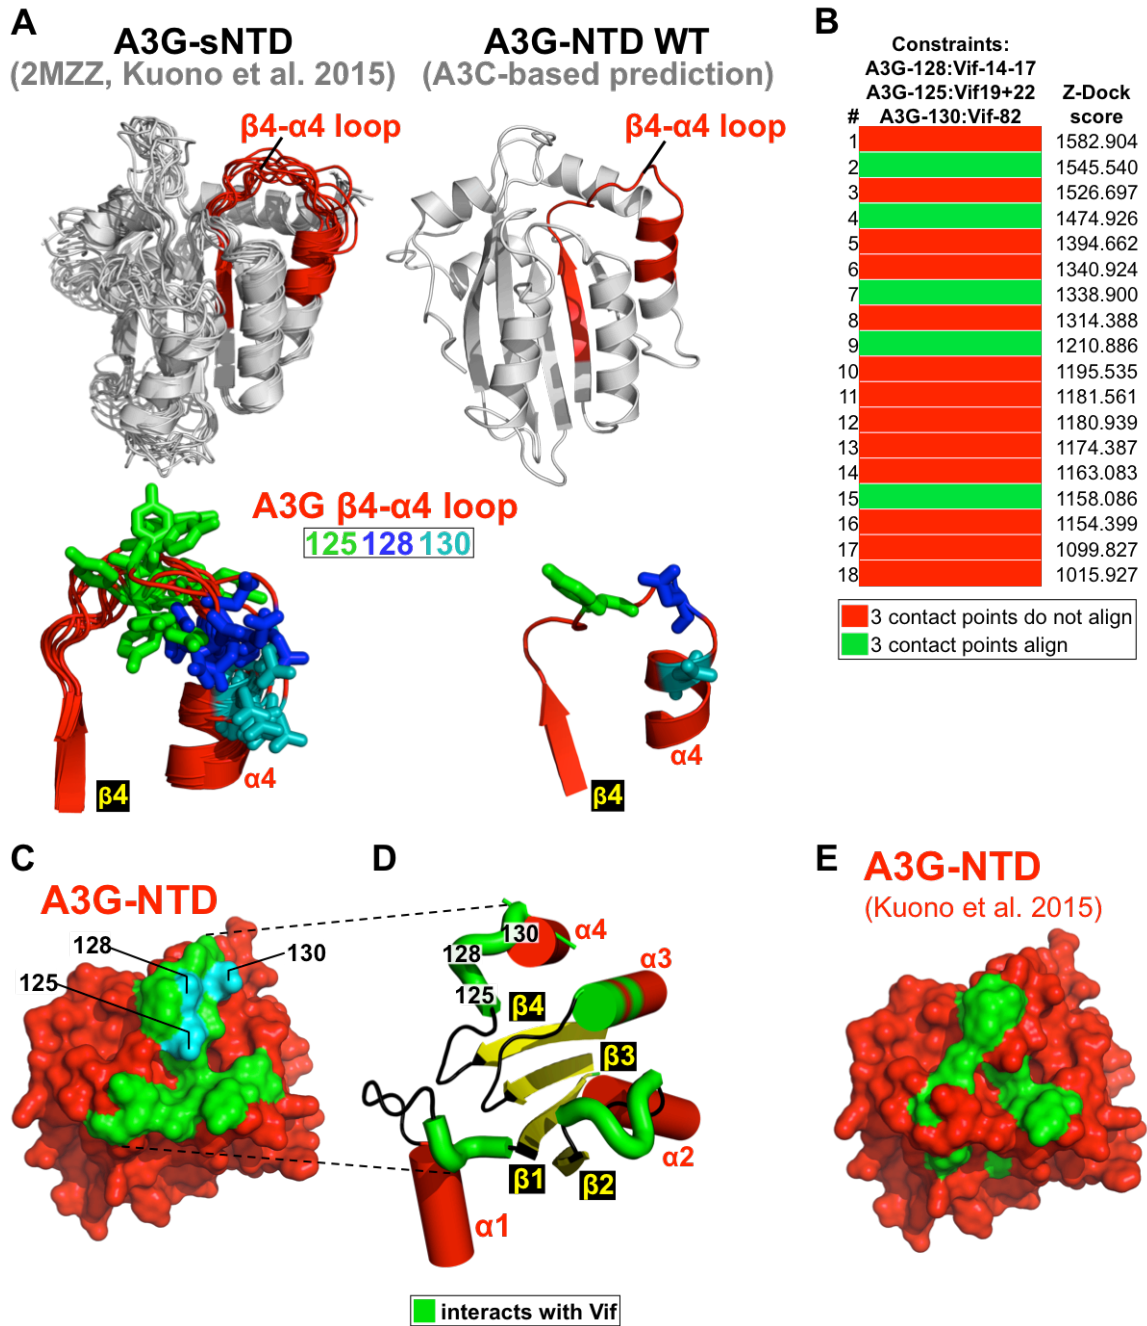 A
A3G-sNTD
(2MZZ, Kuono et al. 2015)
β4-α4 loop
A3G-NTD WT
(A3C-based prediction)
β4-α4 loop
A3G β4-α4 loop
125 128 130
β4
α4
β4
α4
B
Constraints:
A3G-128:Vif-14-17
A3G-125:Vif19+22
A3G-130:Vif-82
# Z-Dock score
1 1582.904
2 1545.540
3 1526.697
4 1474.926
5 1394.662
6 1340.924
7 1338.900
8 1314.388
9 1210.886
10 1195.535
11 1181.561
12 1180.939
13 1174.387
14 1163.083
15 1158.086
16 1154.399
17 1099.827
18 1015.927
3 contact points do not align
3 contact points align
C
A3G-NTD
128
130
125
D
130
α4
128
α3
125
β4
β3
α2
β1
β2
α1
interacts with Vif
E
A3G-NTD
(Kuono et al. 2015)